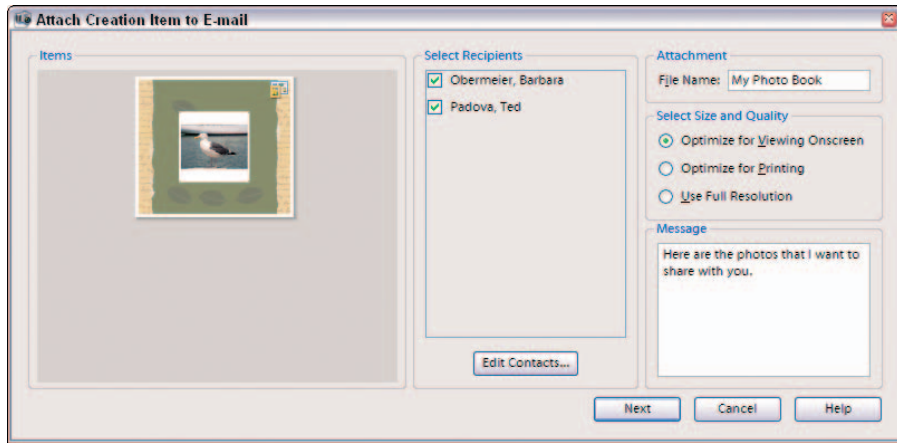 Attach Creation Item to E-mail
Items
Select Recipients
Obermeier, Barbara
Padova, Ted
Edit Contacts...
Attachment
File Name: My Photo Book
Select Size and Quality
Optimize for Viewing Onscreen
Optimize for Printing
Use Full Resolution
Message
Here are the photos that I want to
share with you.
Next Cancel Help